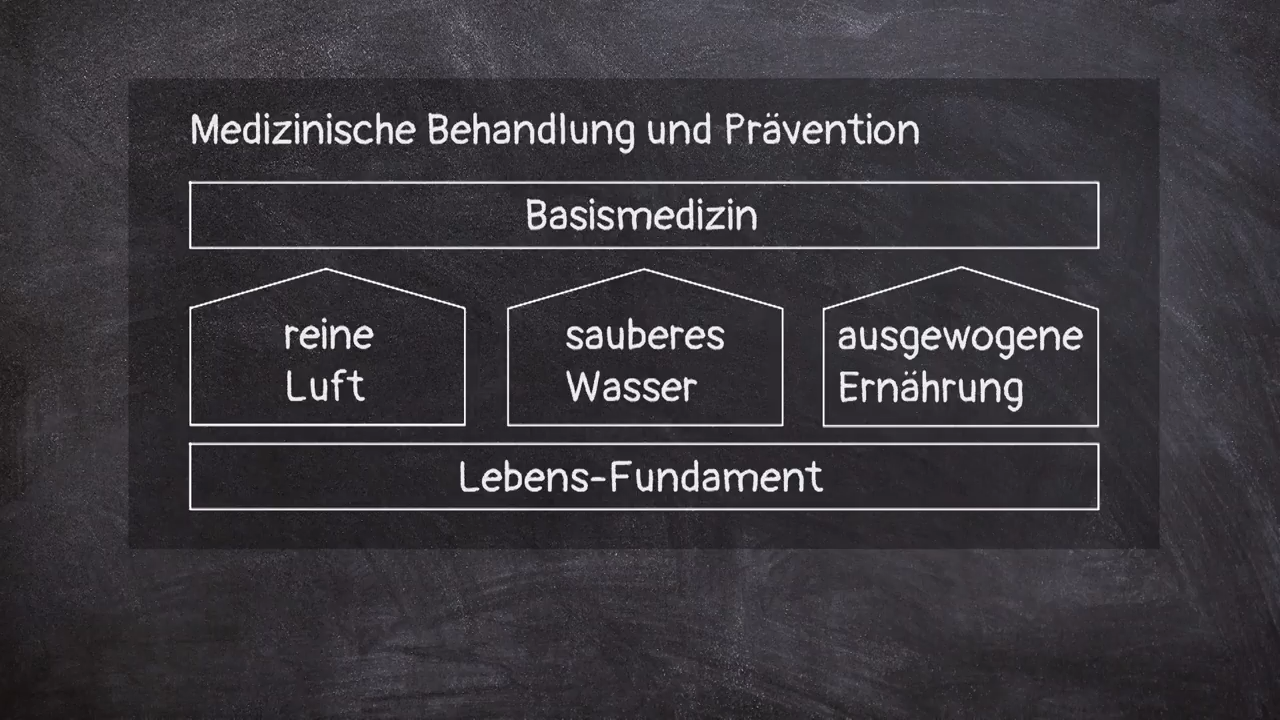 Medizinische Behandlung und Prävention
Basismedizin
reine
Luft
sauberes
Wasser
ausgewogene
Ernährung
Lebens-Fundament